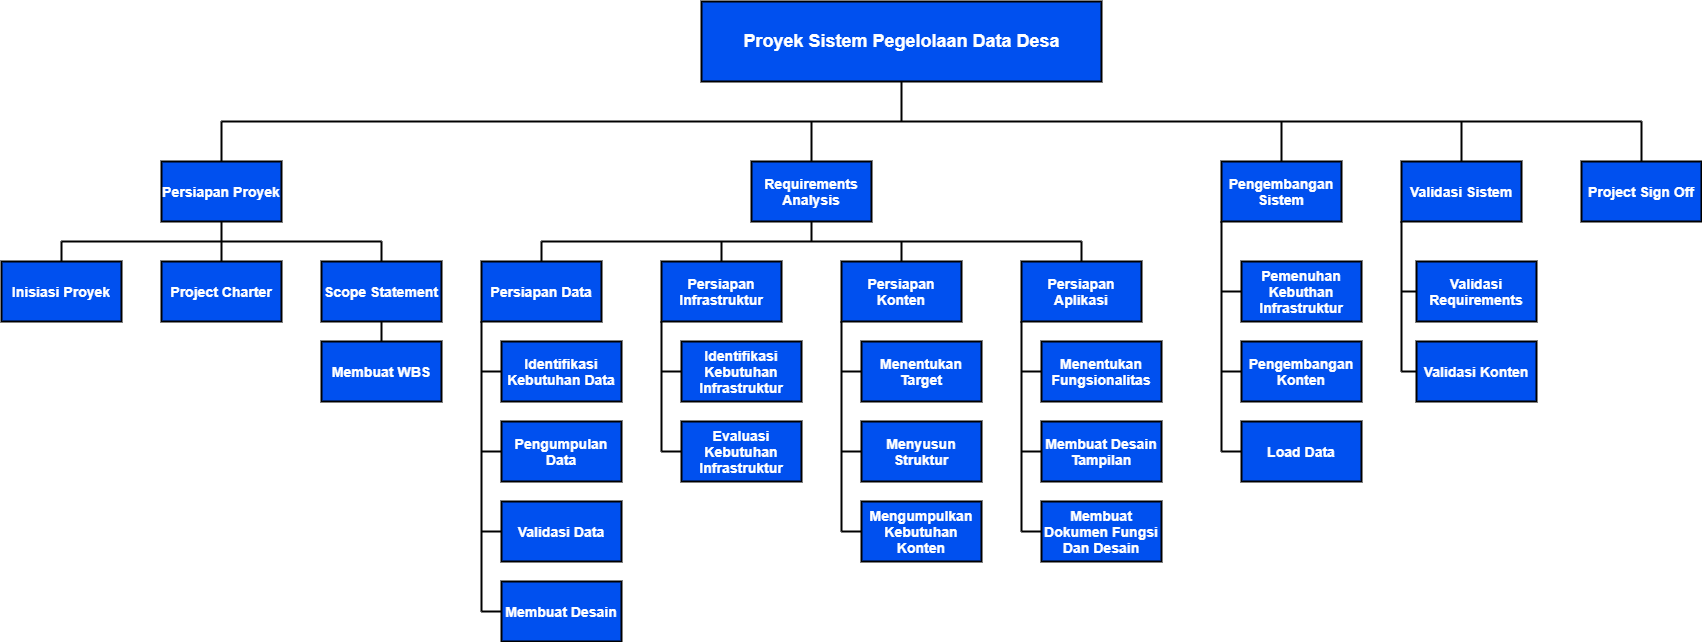 Proyek Sistem Pegelolaan Data Desa
Persiapan Proyek
Requirements
Analysis
Pengembangan
Sistem
Validasi Sistem
Project Sign Off
Inisiasi Proyek
Project Charter
Scope Statement
Membuat WBS
Persiapan Data
Identifikasi
Kebutuhan Data
Pengumpulan
Data
Validasi Data
Membuat Desain
Persiapan
Infrastruktur
Identifikasi
Kebutuhan
Infrastruktur
Evaluasi
Kebutuhan
Infrastruktur
Persiapan
Konten
Menentukan
Target
Menyusun
Struktur
Mengumpulkan
Kebutuhan
Konten
Persiapan
Aplikasi
Menentukan
Fungsionalitas
Membuat Desain
Tampilan
Membuat
Dokumen Fungsi
Dan Desain
Pemenuhan
Kebuthan
Infrastruktur
Pengembangan
Konten
Load Data
Validasi
Requirements
Validasi Konten